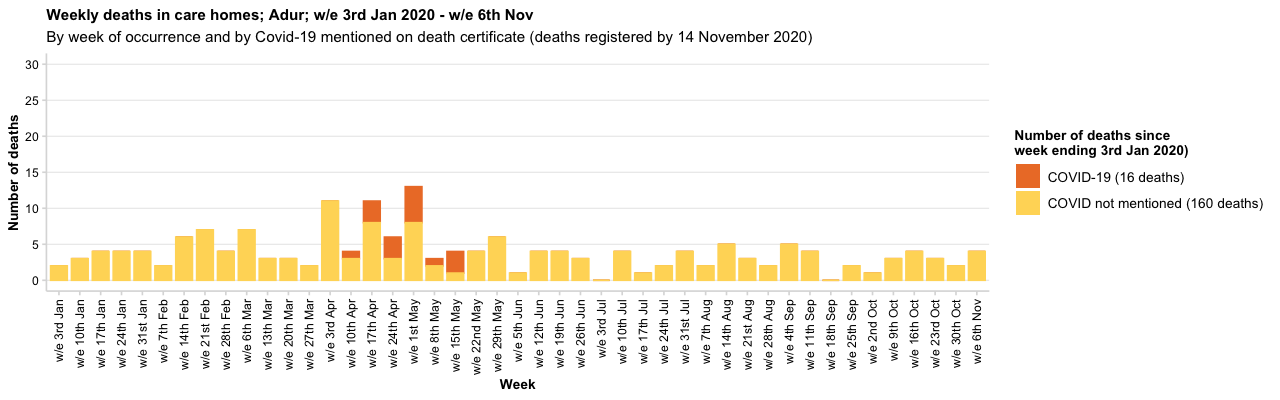 Weekly deaths in care homes; Adur; w/e 3rd Jan 2020 - w/e 6th Nov
By week of occurrence and by Covid-19 mentioned on death certificate (deaths registered by 14 November 2020)
Number of deaths
30
25
20
15
10
5
0
w/e 3rd Jan
w/e 10th Jan
w/e 17th Jan
w/e 24th Jan
w/e 31st Jan
w/e 7th Feb
w/e 14th Feb
w/e 21st Feb
w/e 28th Feb
w/e 6th Mar
w/e 13th Mar
w/e 20th Mar
w/e 27th Mar
w/e 3rd Apr
w/e 10th Apr
w/e 17th Apr
w/e 24th Apr
w/e 1st May
w/e 8th May
w/e 15th May
w/e 22nd May
w/e 29th May
w/e 5th Jun
w/e 12th Jun
w/e 19th Jun
w/e 26th Jun
w/e 3rd Jul
w/e 10th Jul
w/e 17th Jul
w/e 24th Jul
w/e 31st Jul
w/e 7th Aug
w/e 14th Aug
w/e 21st Aug
w/e 28th Aug
w/e 4th Sep
w/e 11th Sep
w/e 18th Sep
w/e 25th Sep
w/e 2nd Oct
w/e 9th Oct
w/e 16th Oct
w/e 23rd Oct
w/e 30th Oct
w/e 6th Nov
Week
Number of deaths since
week ending 3rd Jan 2020)
COVID-19 (16 deaths)
COVID not mentioned (160 deaths)